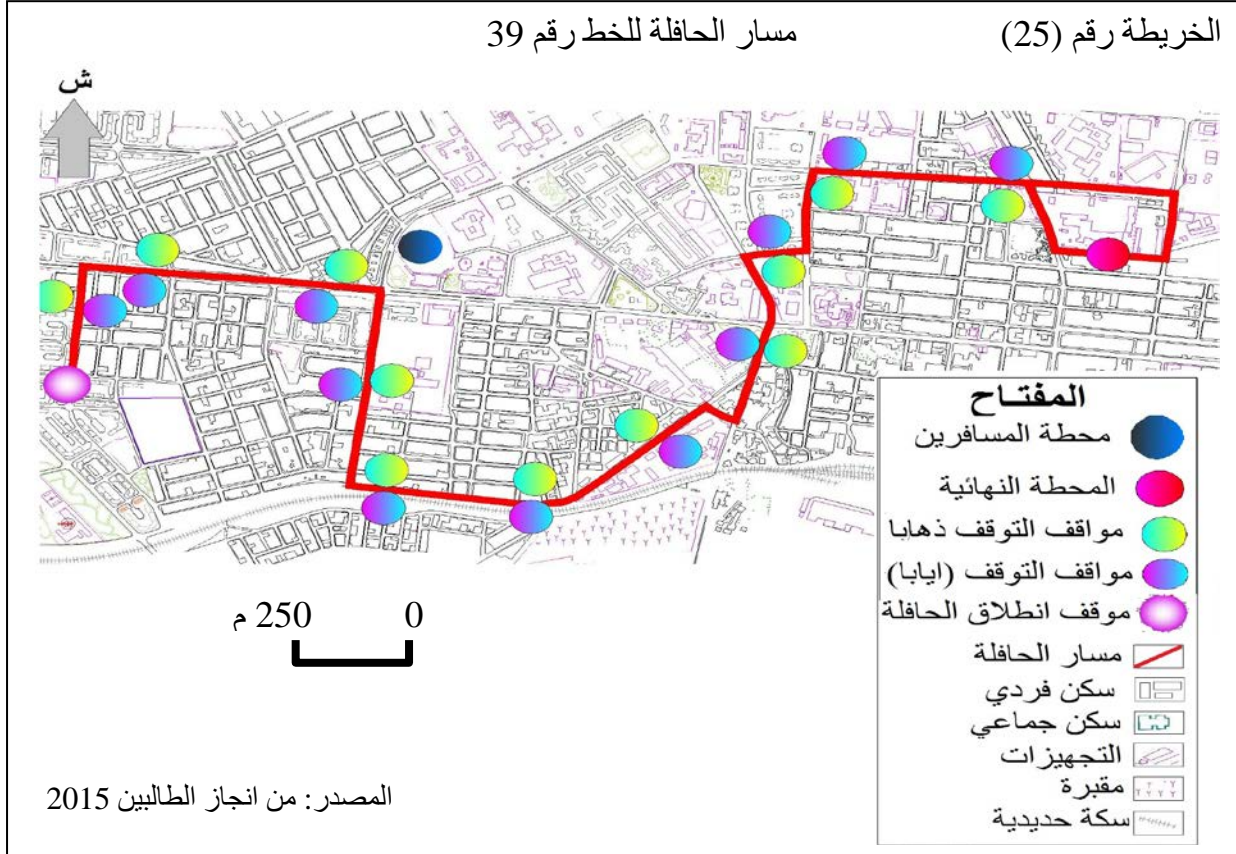 الخريطة رقم (25)
مسار الحافلة للخط رقم 39
ش
المفتـاح
محطة المسافرين
المحطة النهائية
مواقف التوقف ذهابا
مواقف التوقف (ايابا)
موقف انطلاق الحافلة
مسار الحافلة
سكن فردي
سكن جماعي
التجهيزات
مقبرة
سكة حديدية
0
250 م
المصدر: من انجاز الطالبين 2015